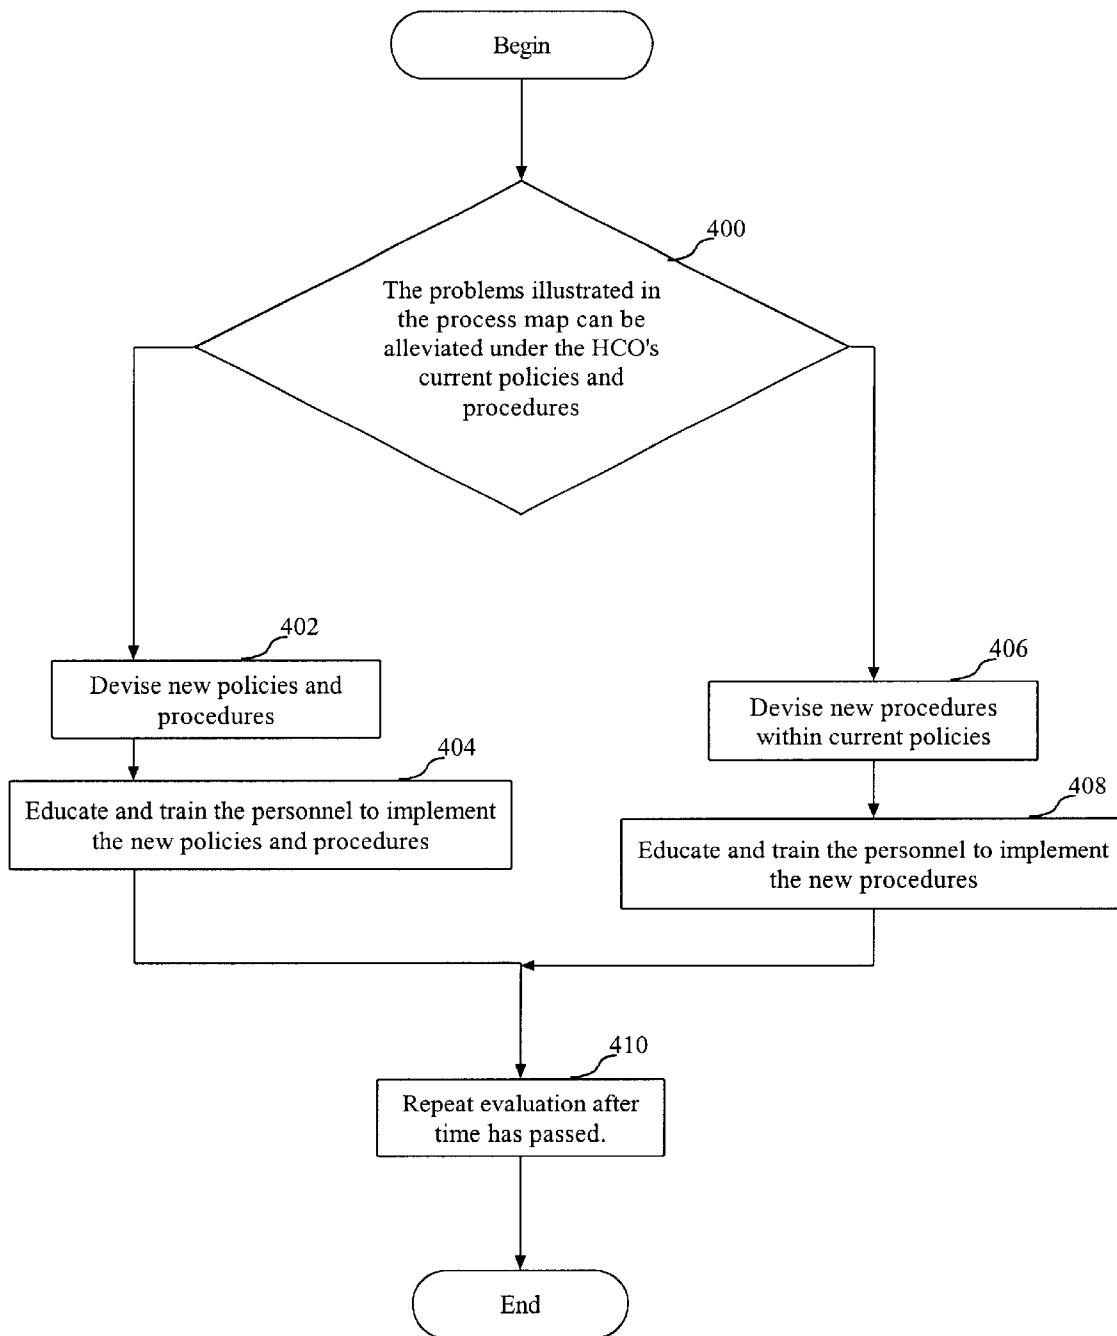 Begin
400
The problems illustrated in
the process map can be
alleviated under the HCO's
current policies and
procedures
402
Devise new policies and
procedures
404
Educate and train the personnel to implement
the new policies and procedures
406
Devise new procedures
within current policies
408
Educate and train the personnel to implement
the new procedures
410
Repeat evaluation after
time has passed.
End